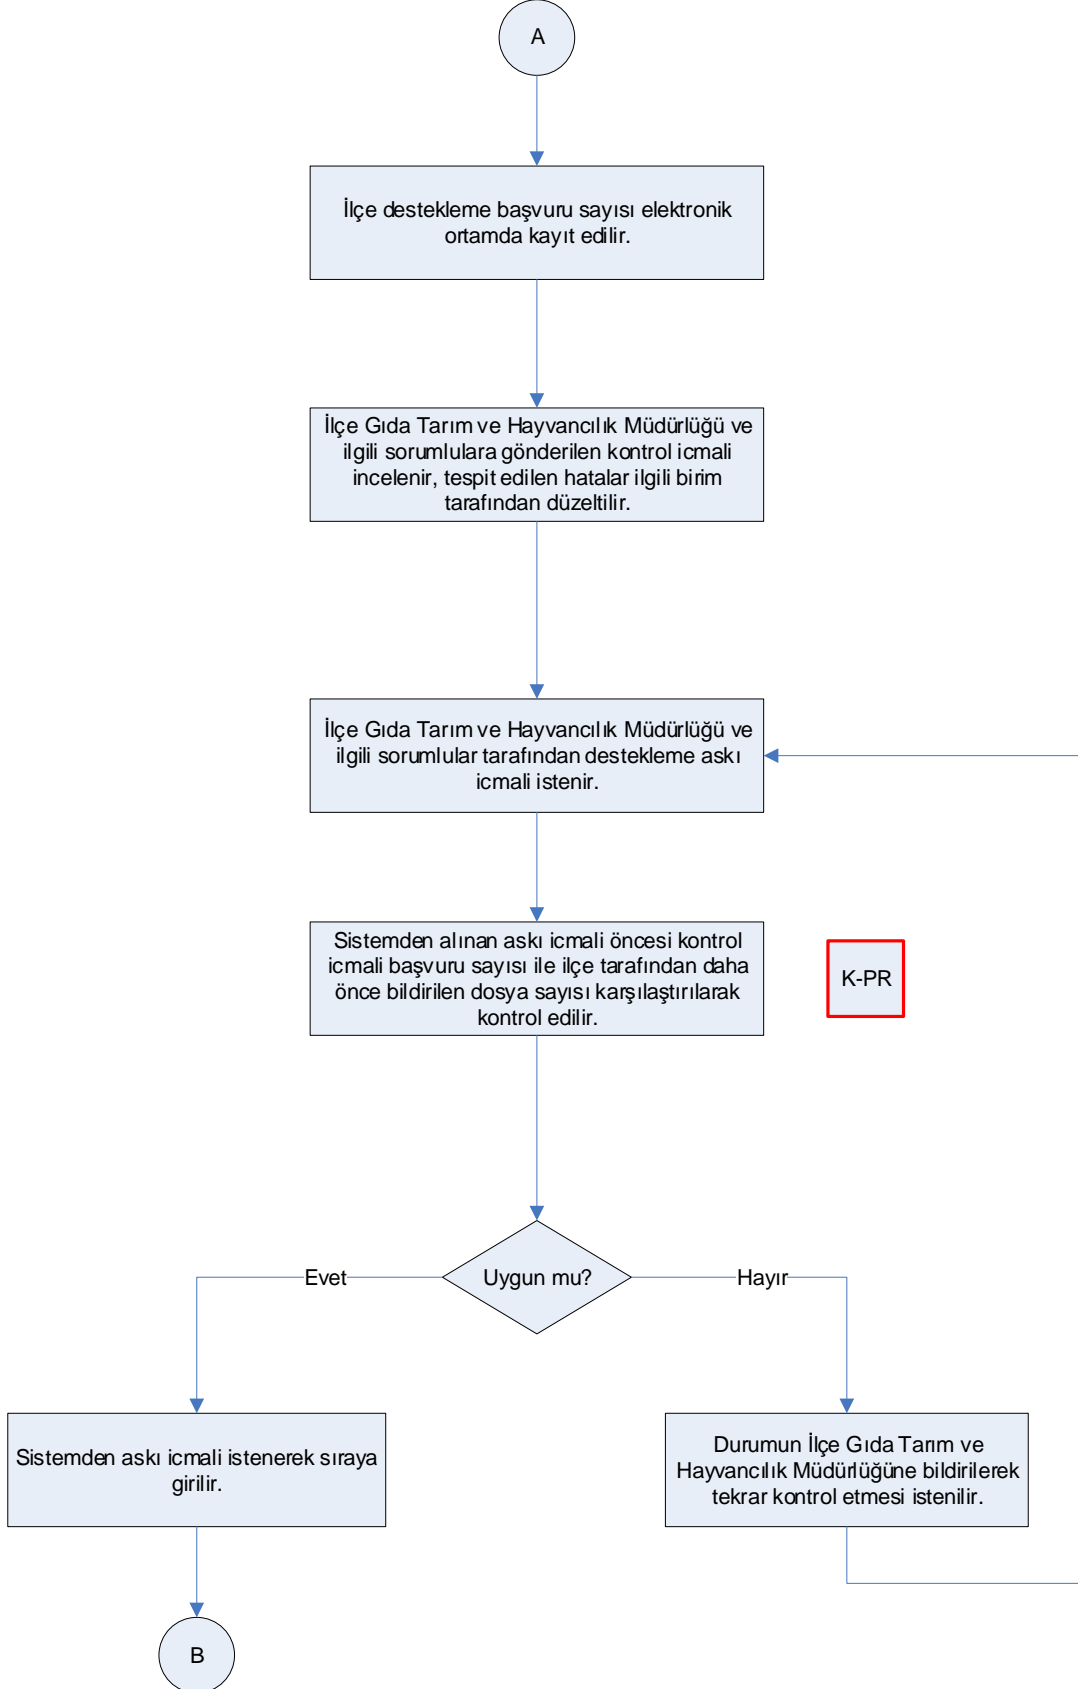 A
İlçe destekleme başvuru sayısı elektronik
ortamda kayıt edilir.
İlçe Gıda Tarım ve Hayvancılık Müdürlüğü ve
ilgili sorumlulara gönderilen kontrol icmali
incelenir, tespit edilen hatalar ilgili birim
tarafından düzeltilir.
İlçe Gıda Tarım ve Hayvancılık Müdürlüğü ve
ilgili sorumlular tarafından destekleme askı
icmali istenir.
Sistemden alınan askı icmali öncesi kontrol
icmali başvuru sayısı ile ilçe tarafından daha
önce bildirilen dosya sayısı karşılaştırılarak
kontrol edilir.
K-PR
Uygun mu?
Evet
Hayır
Sistemden askı icmali istenerek sıraya
girilir.
Durumun İlçe Gıda Tarım ve
Hayvancılık Müdürlüğüne bildirilerek
tekrar kontrol etmesi istenilir.
B